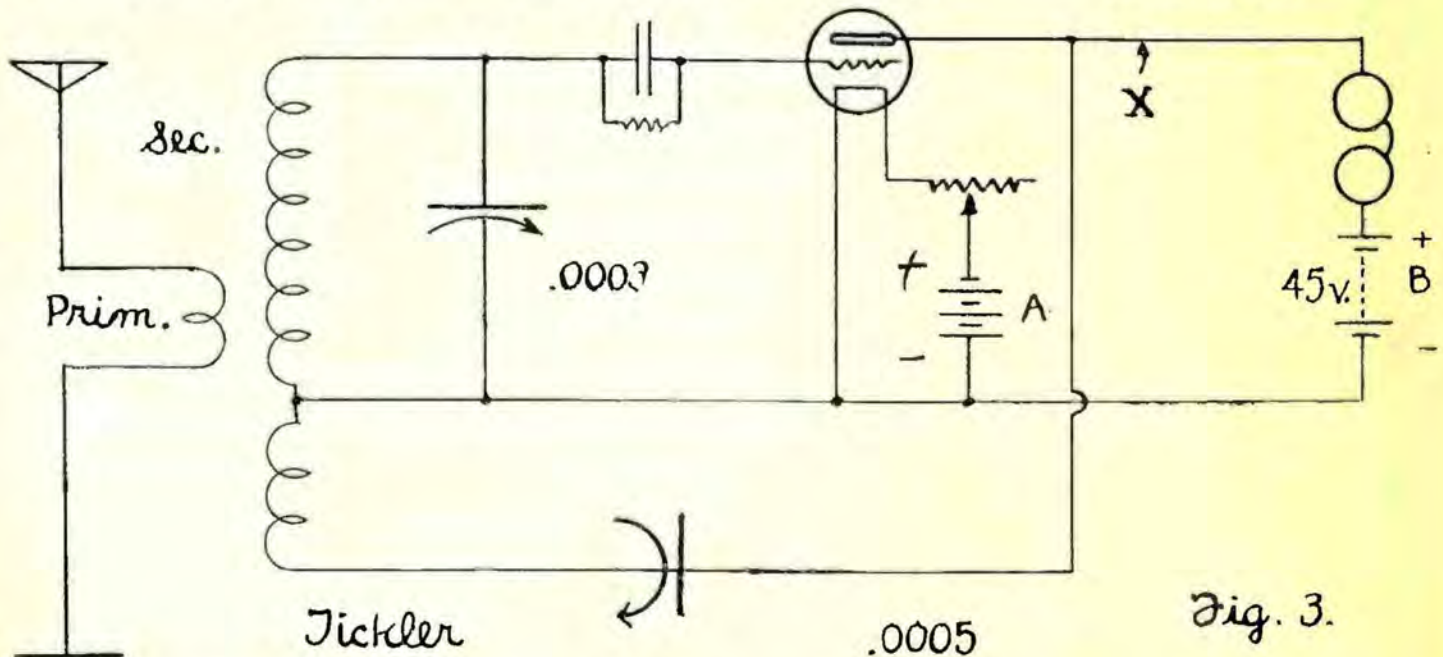 Sec.
X
.0003
+
A
-
Prim.
45v.
+
B
-
Tickler
.0005
Fig. 3.